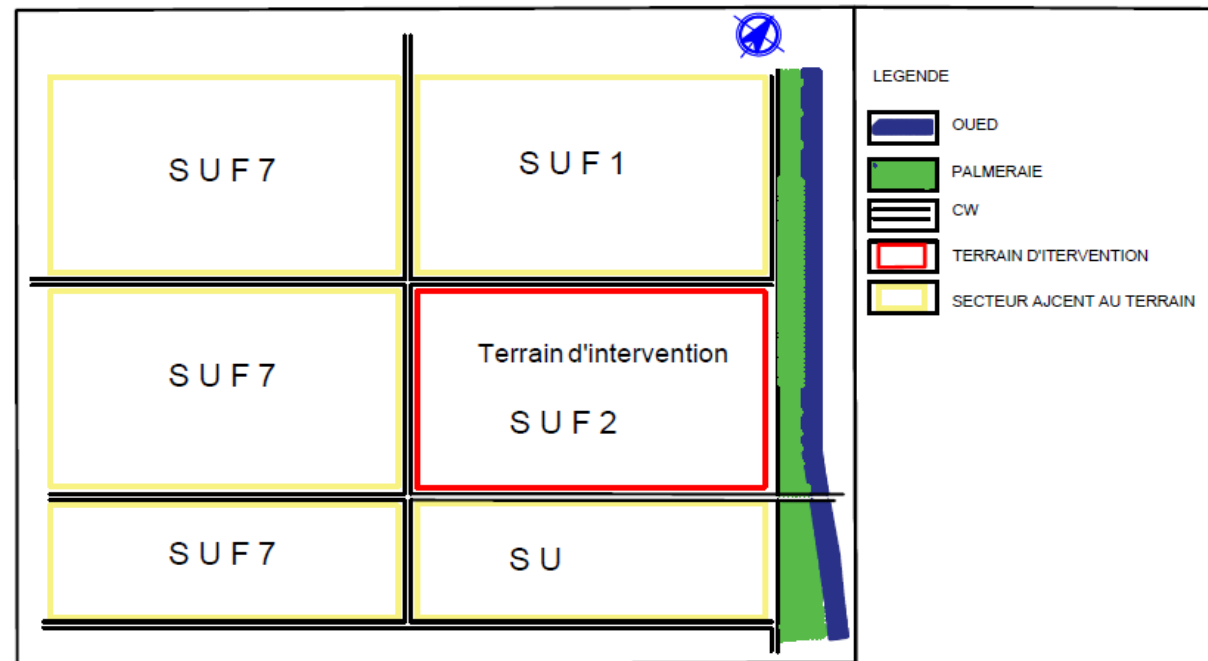 S U F 7
S U F 1
S U F 7
Terrain d'intervention
S U F 2
S U F 7
S U
LEGENDE
OUED
PALMERAIE
CW
TERRAIN D'ITERVENTION
SECTEUR AJCENT AU TERRAIN